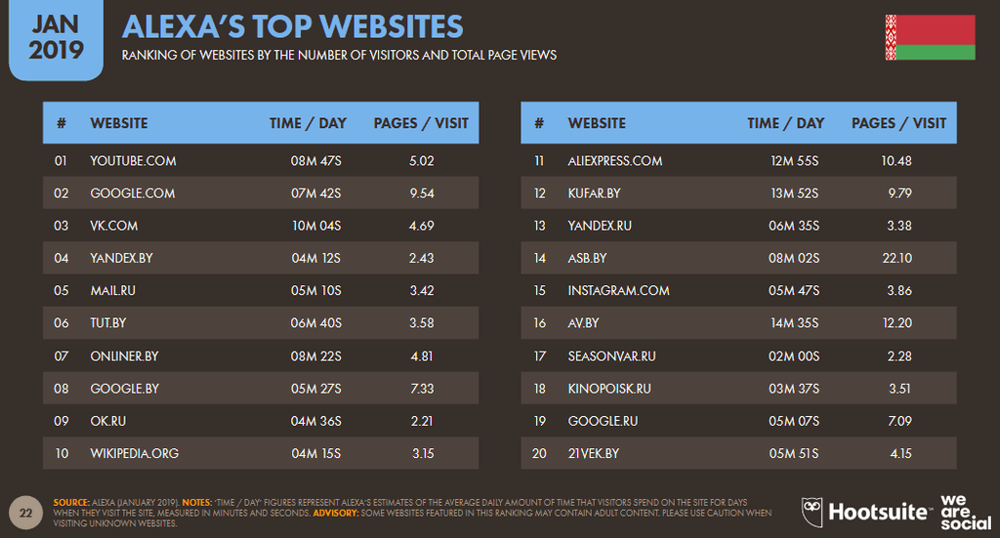 JAN
2019
ALEXA'S TOP WEBSITES
RANKING OF WEBSITES BY THE NUMBER OF VISITORS AND TOTAL PAGE VIEWS
# WEBSITE TIME / DAY PAGES / VISIT
01 YOUTUBE.COM 08M 47S 5.02
02 GOOGLE.COM 07M 42S 9.54
03 VK.COM 10M 04S 4.69
04 YANDEX.BY 04M 12S 2.43
05 MAIL.RU 05M 10S 3.42
06 TUT.BY 06M 40S 3.58
07 ONLINER.BY 08M 22S 4.81
08 GOOGLE.BY 05M 27S 7.33
09 OK.RU 04M 36S 2.21
10 WIKIPEDIA.ORG 04M 15S 3.15
# WEBSITE TIME / DAY PAGES / VISIT
11 ALIEXPRESS.COM 12M 55S 10.48
12 KUFAR.BY 13M 52S 9.79
13 YANDEX.RU 06M 35S 3.38
14 ASB.BY 08M 02S 22.10
15 INSTAGRAM.COM 05M 47S 3.86
16 AV.BY 14M 35S 12.20
17 SEASONVAR.RU 02M 00S 2.28
18 KINOPOISK.RU 03M 37S 3.51
19 GOOGLE.RU 05M 07S 7.09
20 21VEK.BY 05M 51S 4.15
22
SOURCE: ALEXA (JANUARY 2019). NOTES: 'TIME / DAY' FIGURES REPRESENT ALEXA'S ESTIMATES OF THE AVERAGE DAILY AMOUNT OF TIME THAT VISITORS SPEND ON THE SITE FOR DAYS
WHEN THEY VISIT THE SITE, MEASURED IN MINUTES AND SECONDS. ADVISORY: SOME WEBSITES FEATURED IN THIS RANKING MAY CONTAIN ADULT CONTENT. PLEASE USE CAUTION WHEN
VISITING UNKNOWN WEBSITES.
Hootsuite™
we
are
social